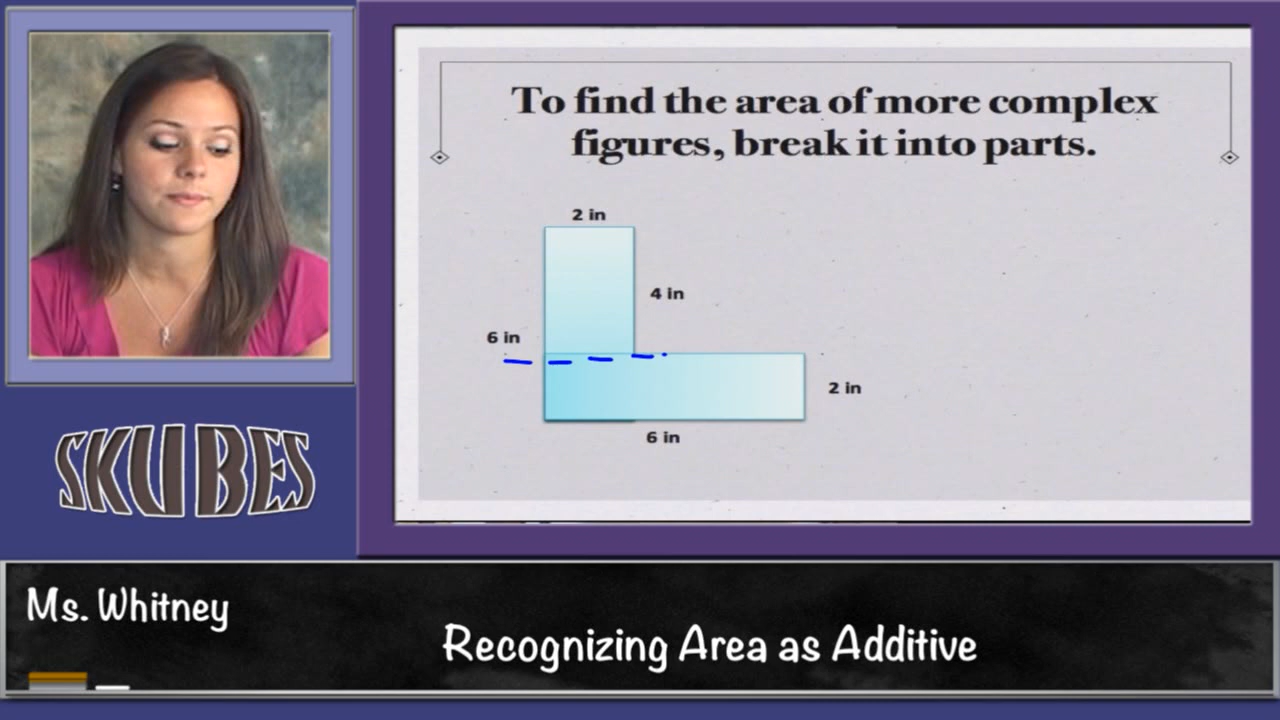 To find the area of more complex
figures, break it into parts.
2 in
4 in
6 in
2 in
6 in
SKUBES
Ms. Whitney
Recognizing Area as Additive